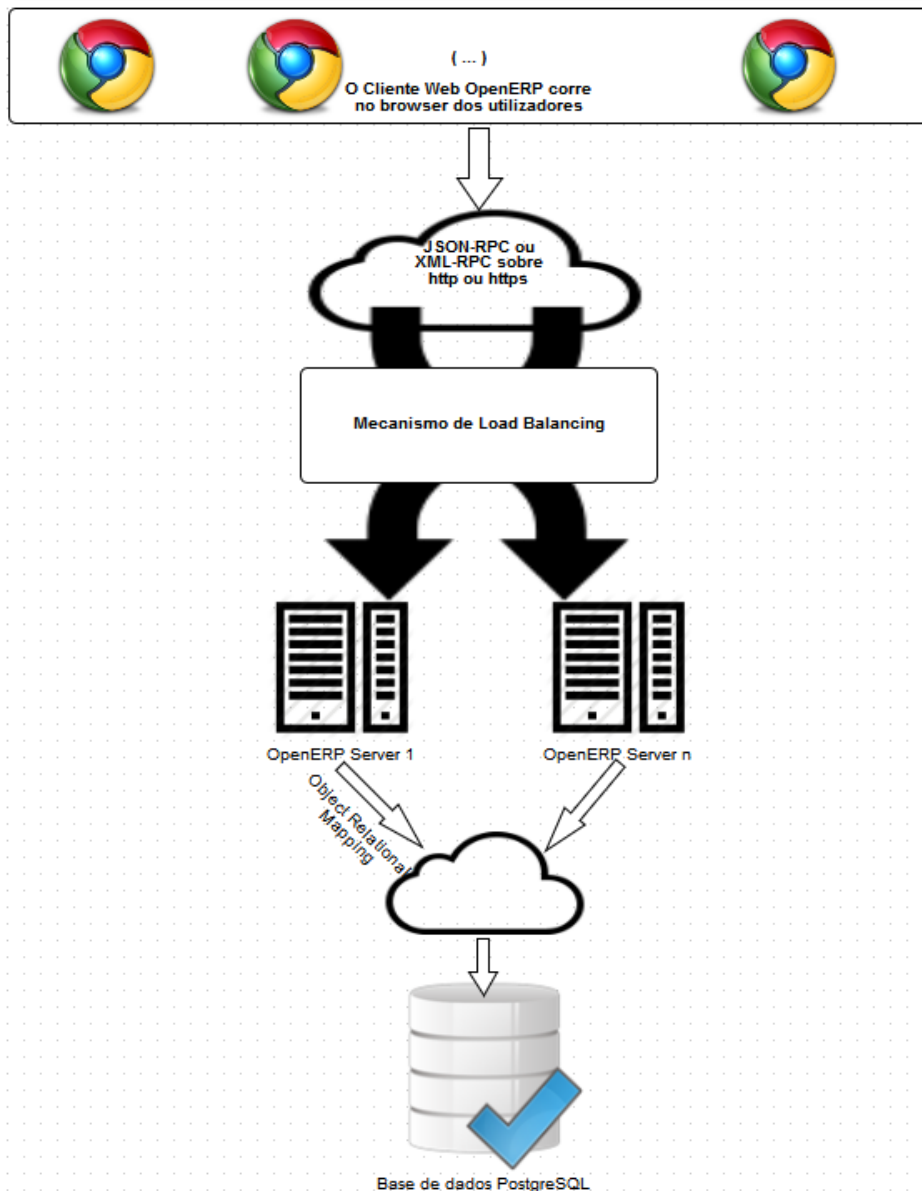 ( ... )
O Cliente Web OpenERP corre
no browser dos utilizadores
JSON-RPC ou
XML-RPC sobre
http ou https
Mecanismo de Load Balancing
OpenERP Server 1
OpenERP Server n
Object Relational
Mapping
Base de dados PostgreSQL